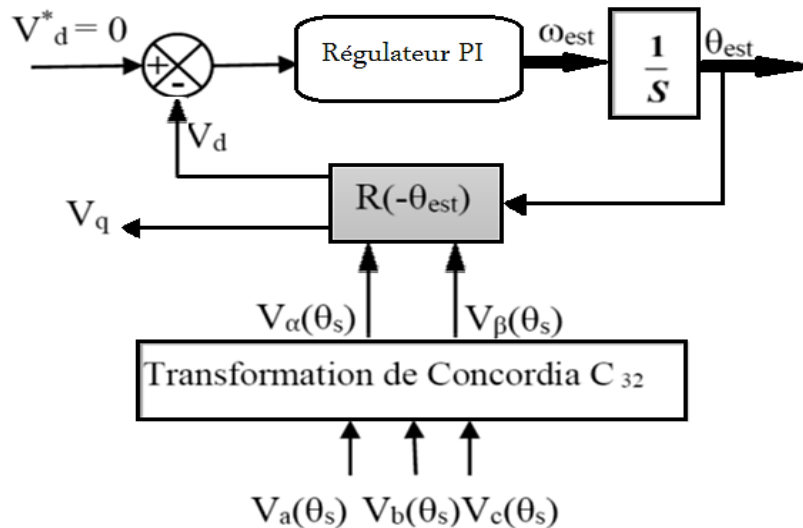 V*d = 0
+
-
Régulateur PI
ωest
1
S
θest
Vd
R(-θest)
Vq
Vα(θs)
Vβ(θs)
Transformation de Concordia C 32
Va(θs) Vb(θs)Vc(θs)